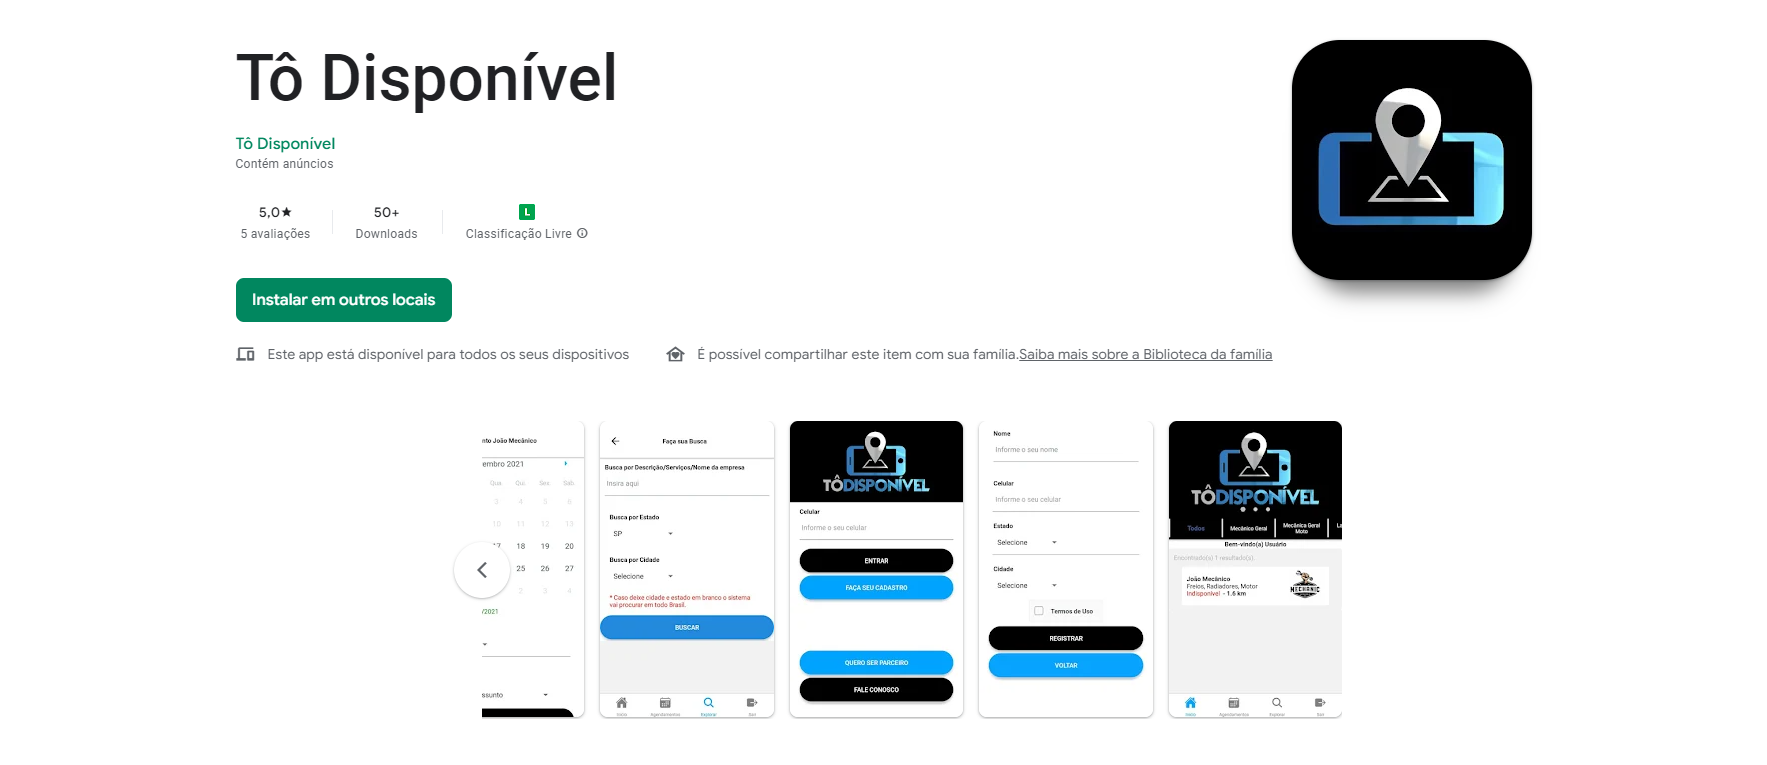 Tô Disponível
Tô Disponível
Contém anúncios
5,0★
5 avaliações
50+
Downloads
L
Classificação Livre
Instalar em outros locais
Este app está disponível para todos os seus dispositivos
É possível compartilhar este item com sua família.Saiba mais sobre a Biblioteca da família
nto João Mecânico
embro 2021
Qua Qui Sex Sáb
3 4 5 6
10 11 12 13
17 18 19 20
25 26 27
2 3 4
/2021
ssunto
Faça sua Busca
Busca por Descrição/Serviços/Nome da empresa
Insira aqui
Busca por Estado
SP
Busca por Cidade
Selecione
* Caso deixe cidade e estado em branco o sistema
vai procurar em todo Brasil.
BUSCAR
Início Agendamentos Explorar Sair
TÔDISPONÍVEL
Celular
Informe o seu celular
ENTRAR
FAÇA SEU CADASTRO
QUERO SER PARCEIRO
FALE CONOSCO
Nome
Informe o seu nome
Celular
Informe o seu celular
Estado
Selecione
Cidade
Selecione
Termos de Uso
REGISTRAR
VOLTAR
TÔDISPONÍVEL
Todos
Mecânica Geral
Mecânica Geral
Moto
La
Bem-vindo(a) Usuário
Encontrado(s) 1 resultado(s).
João Mecânico
Freios, Radiadores, Motor
Indisponível - 1.6 km
MECHANIC
Início Agendamentos Explorar Sair